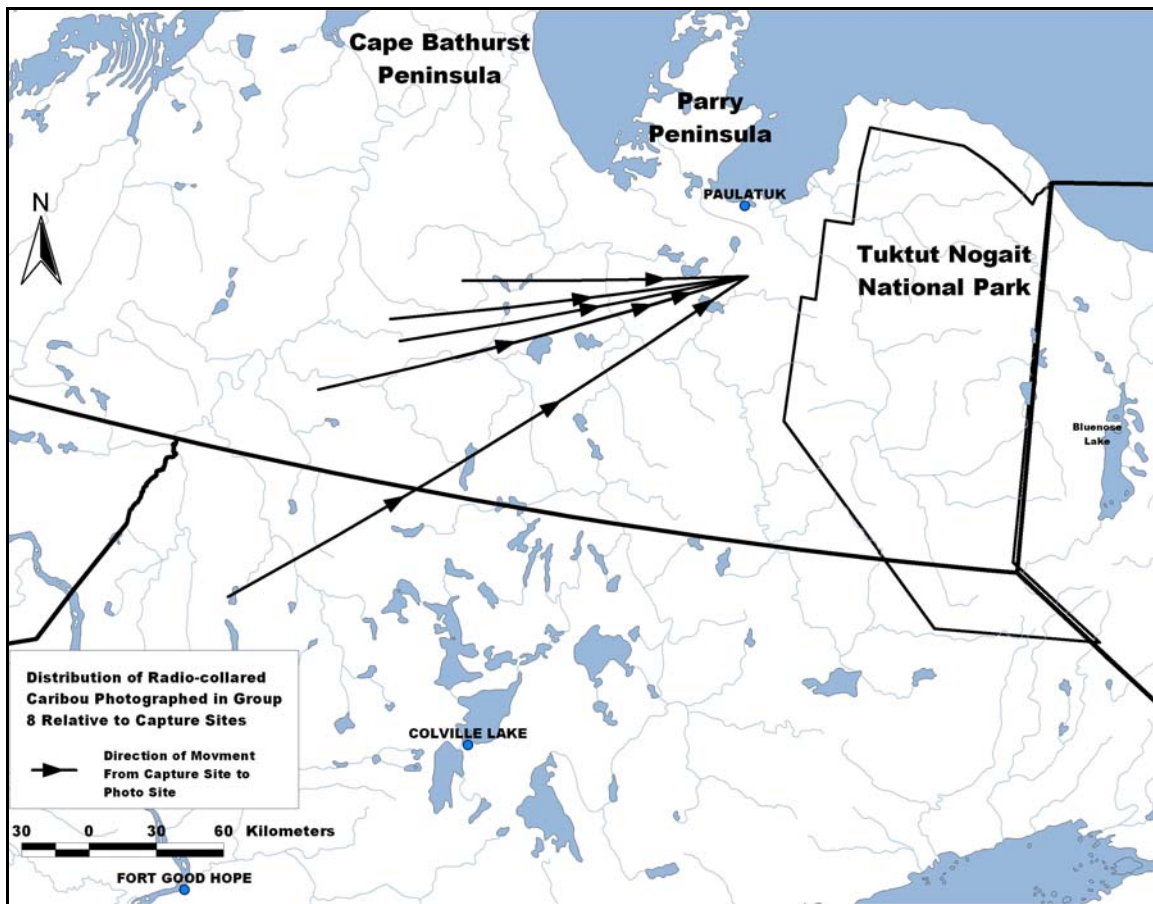 Cape Bathurst
Peninsula
Parry
Peninsula
N
PAULATUK
Tuktut Nogait
National Park
Bluenose
Lake
Distribution of Radio-collared
Caribou Photographed in Group
8 Relative to Capture Sites
Direction of Movment
From Capture Site to
Photo Site
COLVILLE LAKE
30 0 30 60 Kilometers
FORT GOOD HOPE